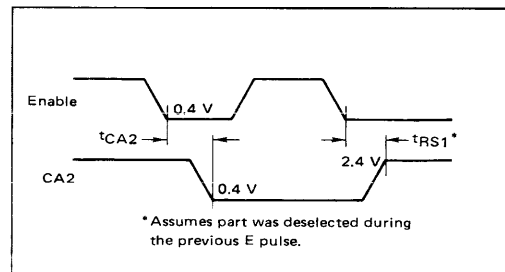 Enable
0.4 V
tCA2
tRS1*
2.4 V
CA2
0.4 V
* Assumes part was deselected during
the previous E pulse.